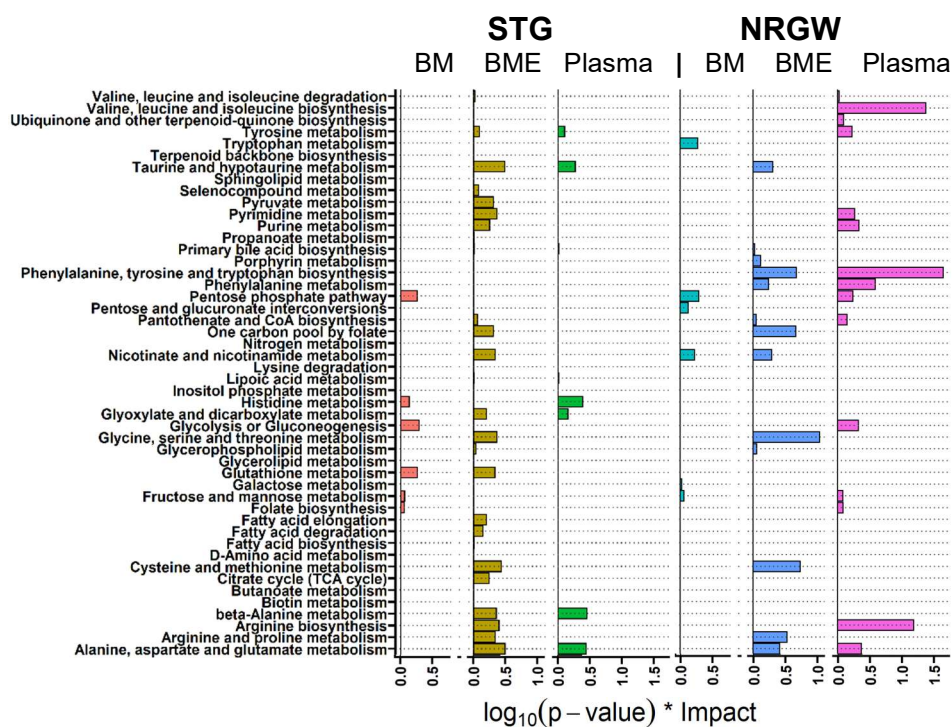 STG NRGW
BM BME Plasma | BM BME Plasma
Valine, leucine and isoleucine degradation
Valine, leucine and isoleucine biosynthesis
Ubiquinone and other terpenoid-quinone biosynthesis
Tyrosine metabolism
Tryptophan metabolism
Terpenoid backbone biosynthesis
Taurine and hypotaurine metabolism
Sphingolipid metabolism
Selenocompound metabolism
Pyruvate metabolism
Pyrimidine metabolism
Purine metabolism
Propanoate metabolism
Primary bile acid biosynthesis
Porphyrin metabolism
Phenylalanine, tyrosine and tryptophan biosynthesis
Phenylalanine metabolism
Pentose phosphate pathway
Pentose and glucuronate interconversions
Pantothenate and CoA biosynthesis
One carbon pool by folate
Nitrogen metabolism
Nicotinate and nicotinamide metabolism
Lysine degradation
Lipoic acid metabolism
Inositol phosphate metabolism
Histidine metabolism
Glyoxylate and dicarboxylate metabolism
Glycolysis or Gluconeogenesis
Glycine, serine and threonine metabolism
Glycerophospholipid metabolism
Glycerolipid metabolism
Glutathione metabolism
Galactose metabolism
Fructose and mannose metabolism
Folate biosynthesis
Fatty acid elongation
Fatty acid degradation
Fatty acid biosynthesis
D-Amino acid metabolism
Cysteine and methionine metabolism
Citrate cycle (TCA cycle)
Butanoate metabolism
Biotin metabolism
beta-Alanine metabolism
Arginine biosynthesis
Arginine and proline metabolism
Alanine, aspartate and glutamate metabolism
0.0 0.5 0.0 0.5 1.0 0.0 0.5 1.0 1.5 0.0 0.5 0.0 0.5 1.0 0.0 0.5 1.0 1.5
log10(p−value) * Impact